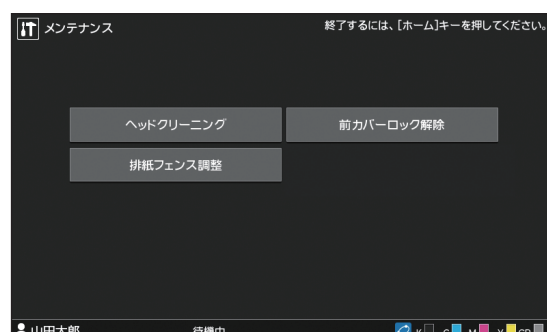 メンテナンス
終了するには、[ホーム]キーを押してください。
ヘッドクリーニング
前カバーロック解除
排紙フェンス調整
山田太郎
待機中
K C M Y GD